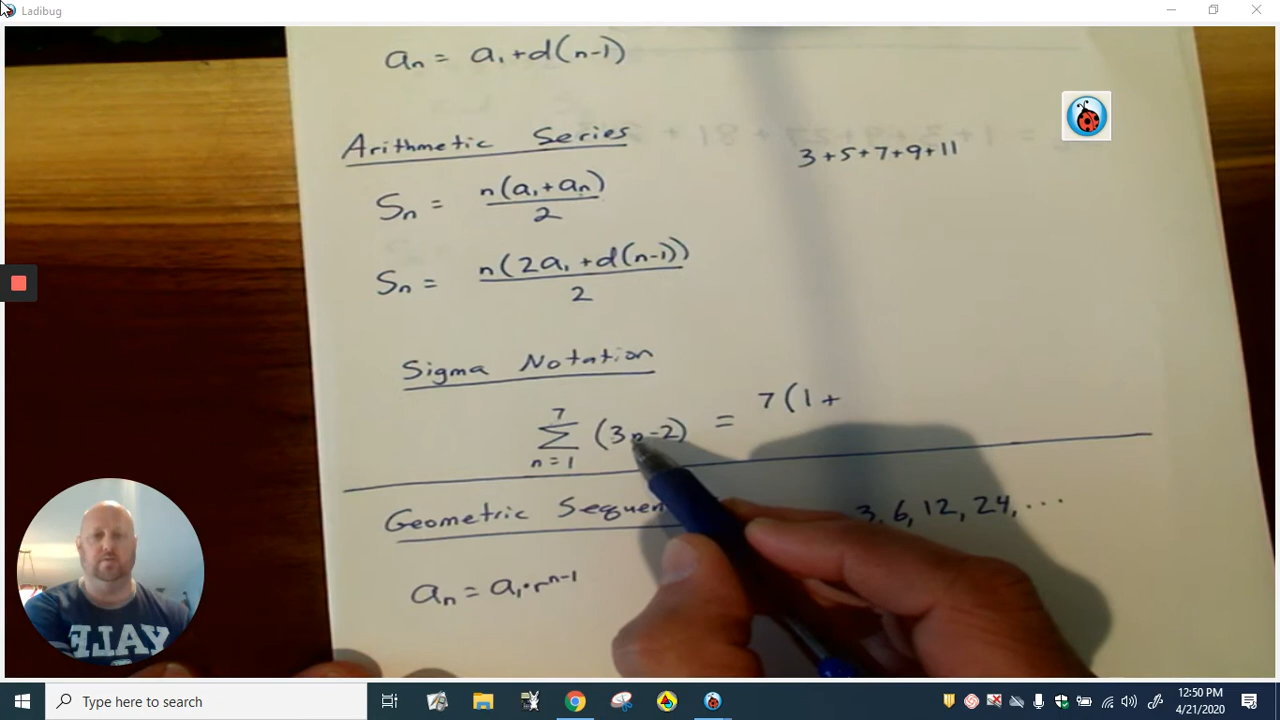 Ladibug
aₙ = a₁ + d(n-1)
Arithmetic Series
3 + 5 + 7 + 9 + 11
Sₙ = n(a₁ + aₙ) / 2
Sₙ = n(2a₁ + d(n-1)) / 2
Sigma Notation
7
Σ (3n-2) = 7(1 +
n=1
Geometric Sequen
3, 6, 12, 24, ...
aₙ = a₁ · rⁿ⁻¹
YALE
Type here to search
12:50 PM
4/21/2020